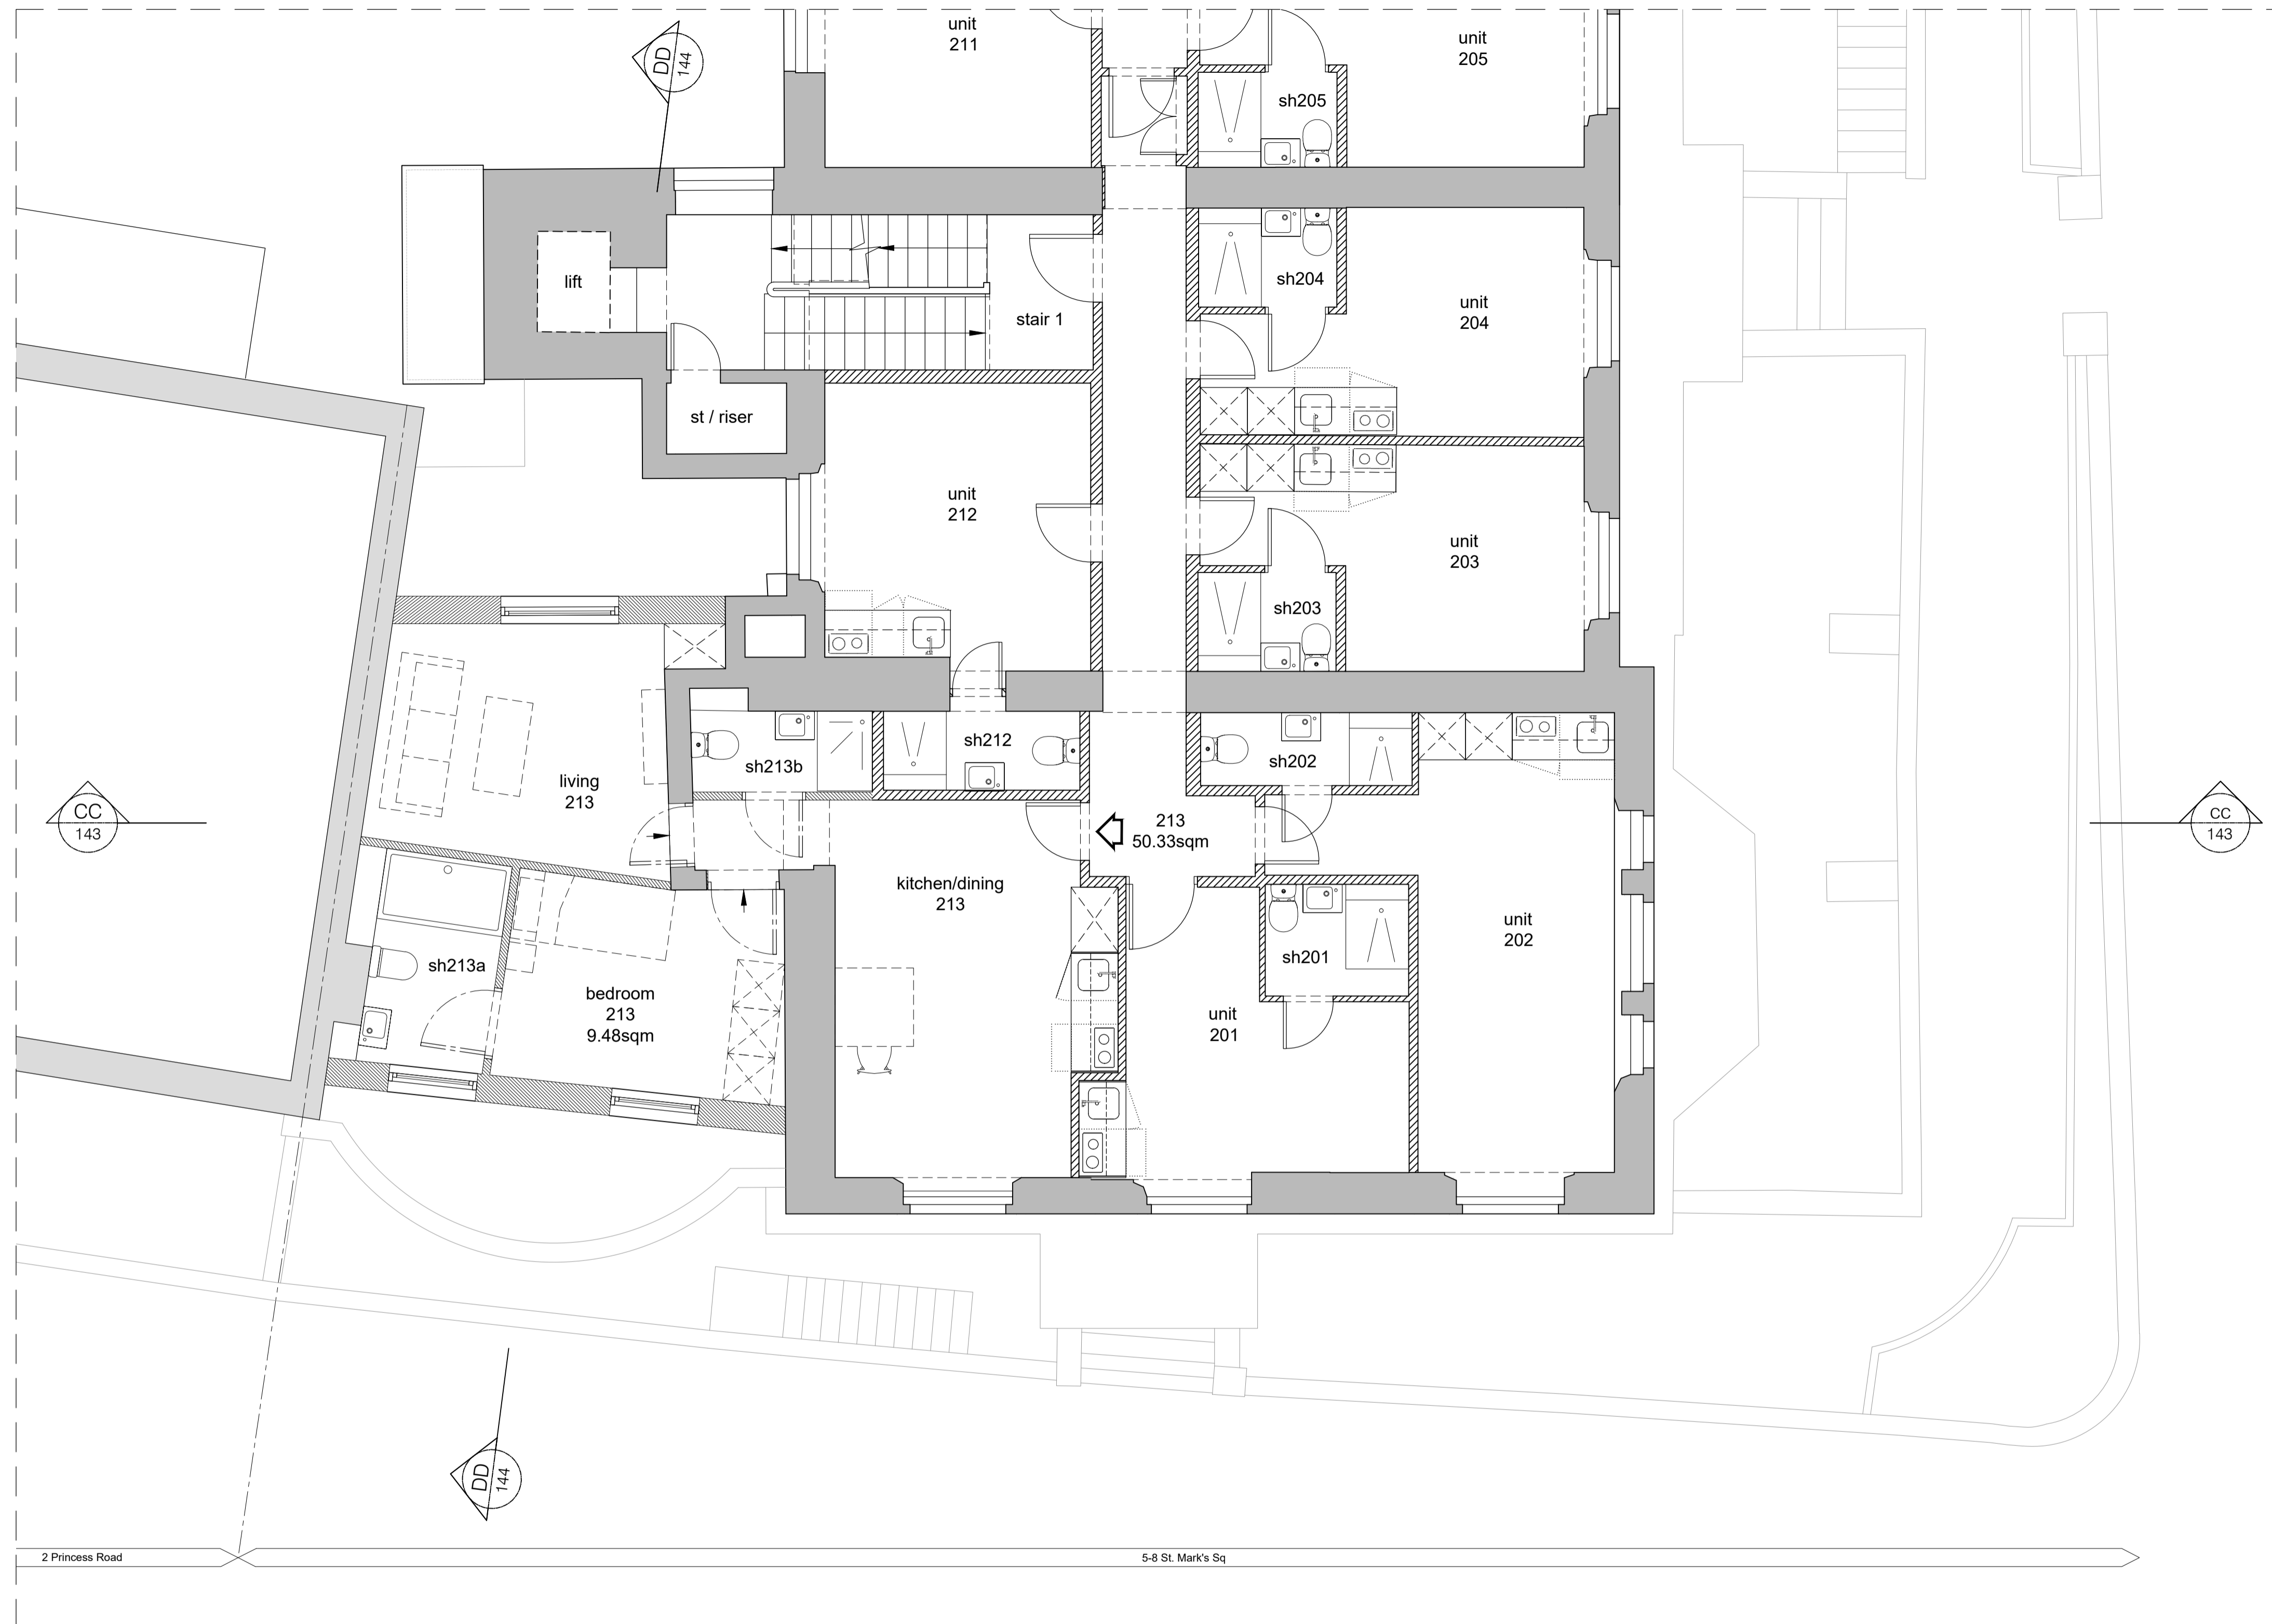 unit
211
unit
205
DD
144
sh205
lift
stair 1
sh204
unit
204
st / riser
unit
212
unit
203
sh203
sh212
sh213b
sh202
living
213
CC
143
213
50.33sqm
CC
143
kitchen/dining
213
unit
202
sh213a
sh201
bedroom
213
9.48sqm
unit
201
DD
144
2 Princess Road
5-8 St. Mark's Sq